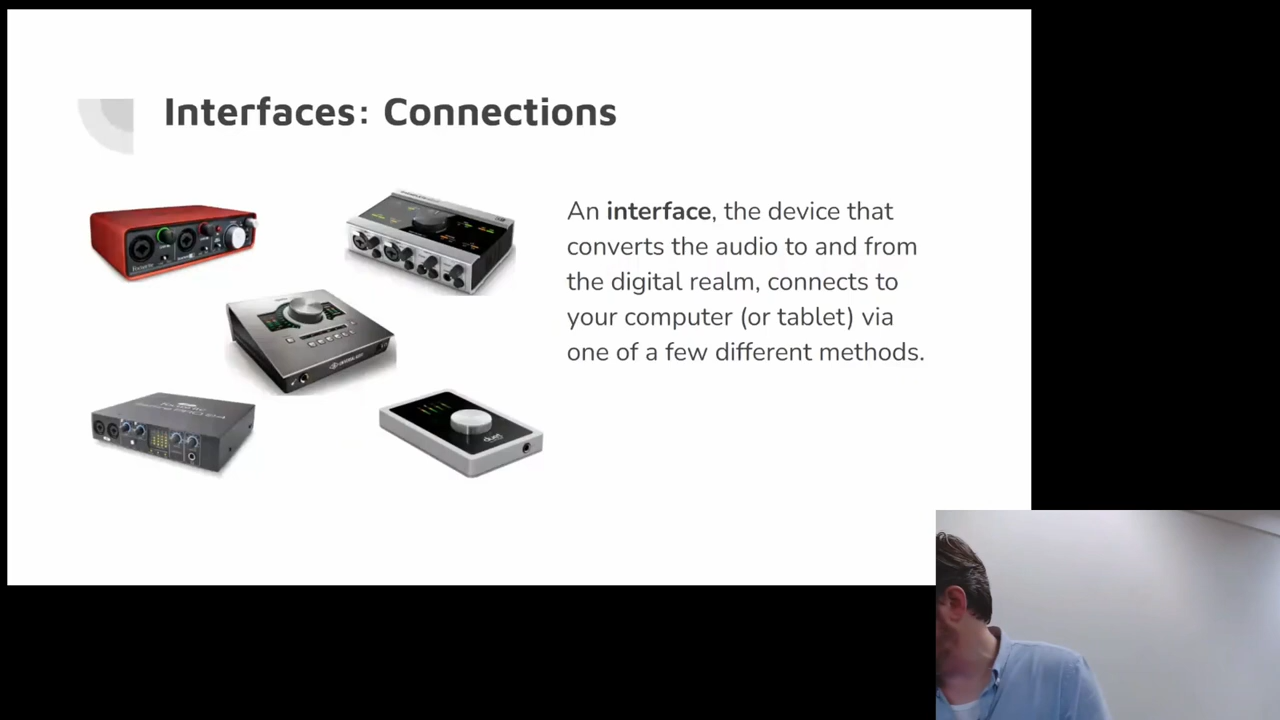 Interfaces: Connections
An interface, the device that
converts the audio to and from
the digital realm, connects to
your computer (or tablet) via
one of a few different methods.
duet